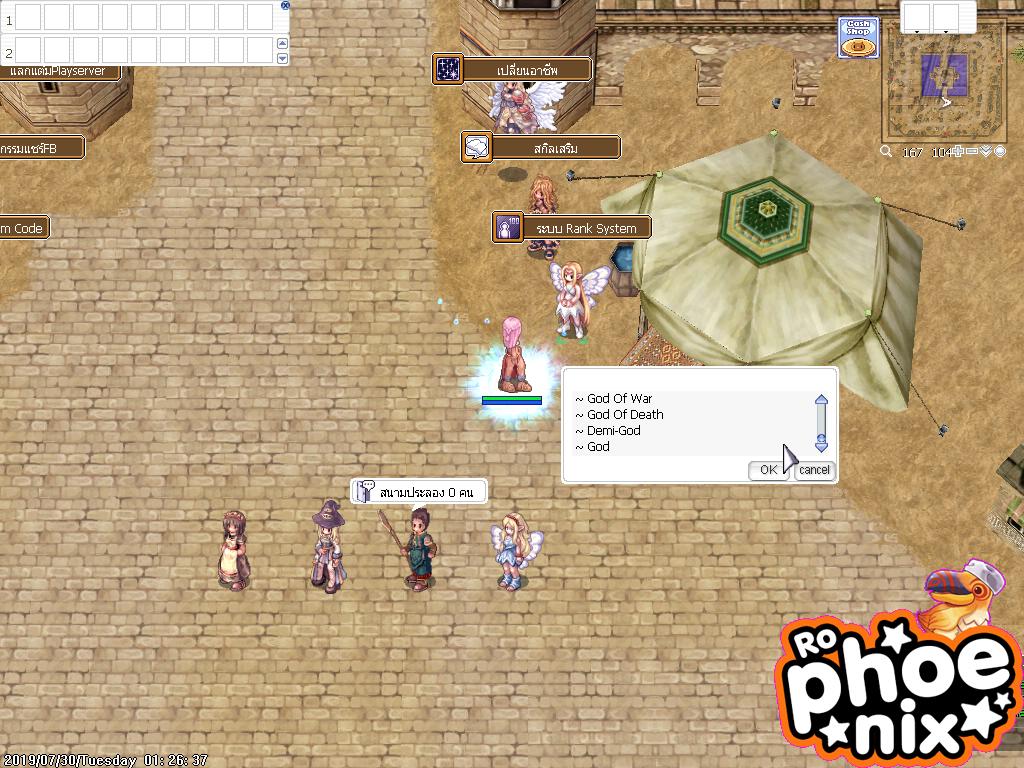 1
2
Cash Shop
แลกแต้มPlayserver
เปลี่ยนอาชีพ
กรรมแชร์FB
สกิลเสริม
167 104
100
m Code
ระบบ Rank System
~ God Of War
~ God Of Death
~ Demi-God
~ God
OK
cancel
สนามประลอง 0 คน
Ro
phoe
nix
2019/07/30/Tuesday 01:26:37